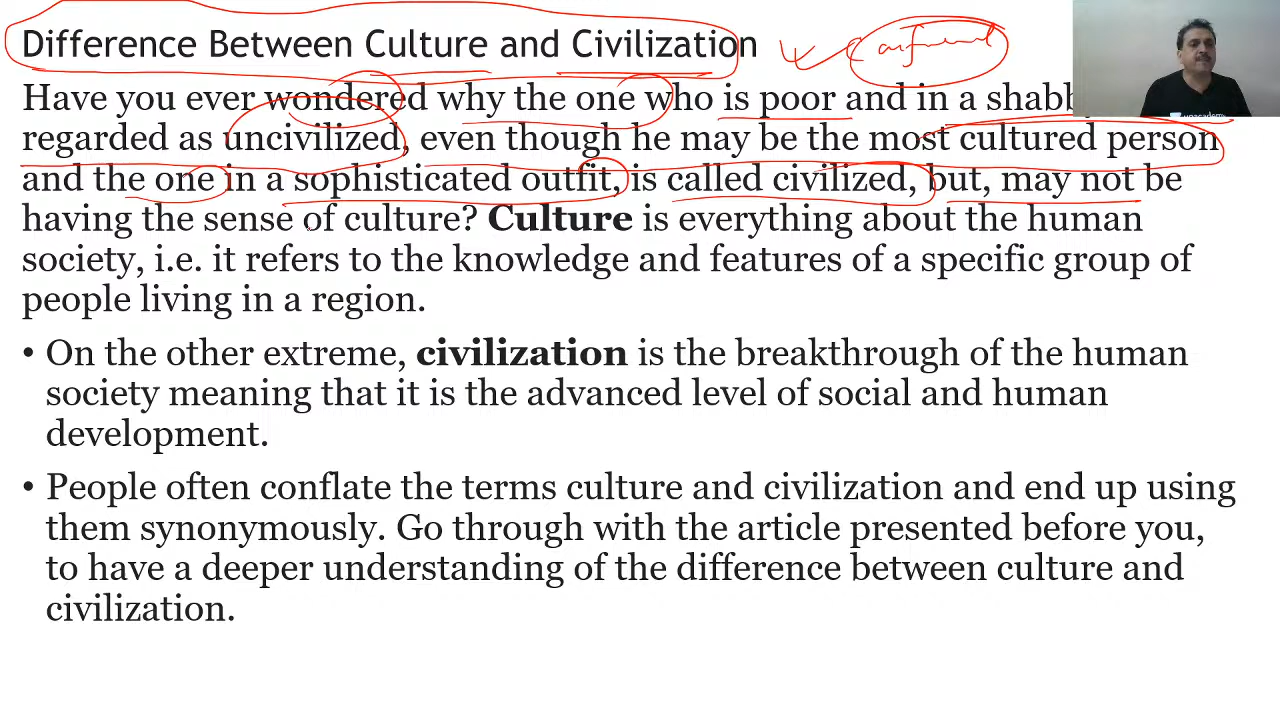 Difference Between Culture and Civilization
Have you ever wondered why the one who is poor and in a
regarded as uncivilized, even though he may be the most cultured person
and the one in a sophisticated outfit, is called civilized, but, may not be
having the sense of culture? Culture is everything about the human
society, i.e. it refers to the knowledge and features of a specific group of
people living in a region.
• On the other extreme, civilization is the breakthrough of the human
society meaning that it is the advanced level of social and human
development.
• People often conflate the terms culture and civilization and end up using
them synonymously. Go through with the article presented before you,
to have a deeper understanding of the difference between culture and
civilization.